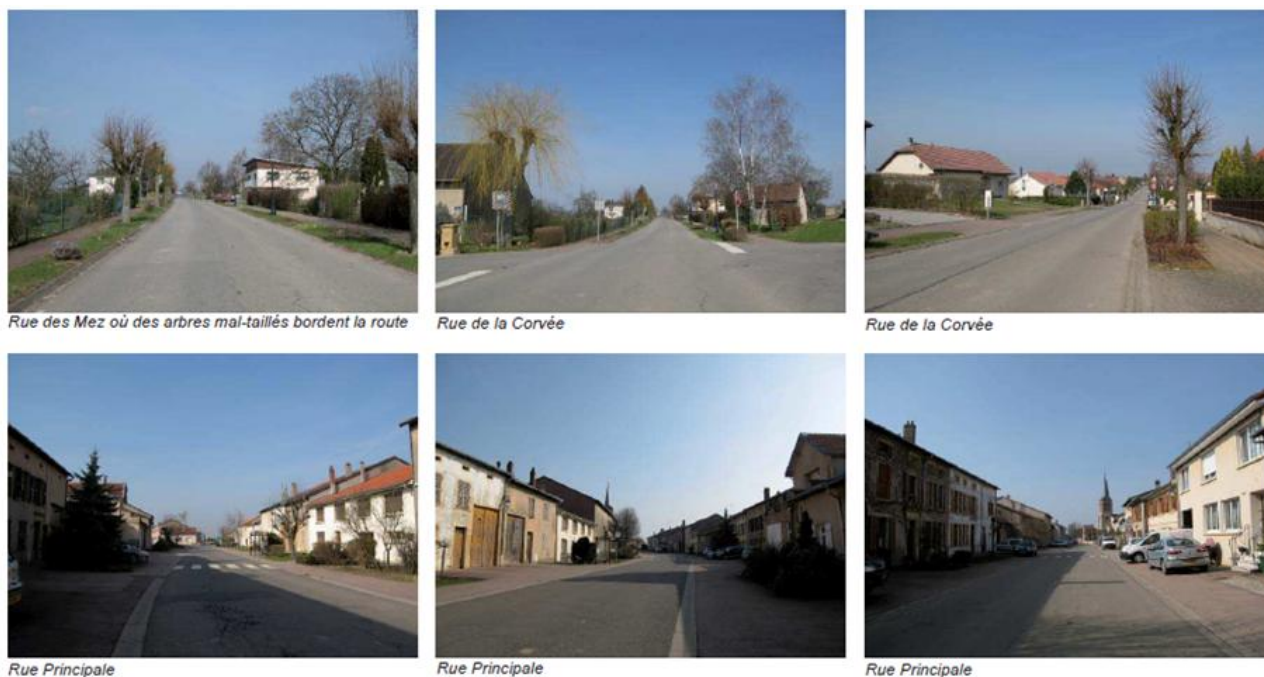 Rue des Mez où des arbres mal-taillés bordent la route
Rue de la Corvée
Rue de la Corvée
Rue Principale
Rue Principale
Rue Principale